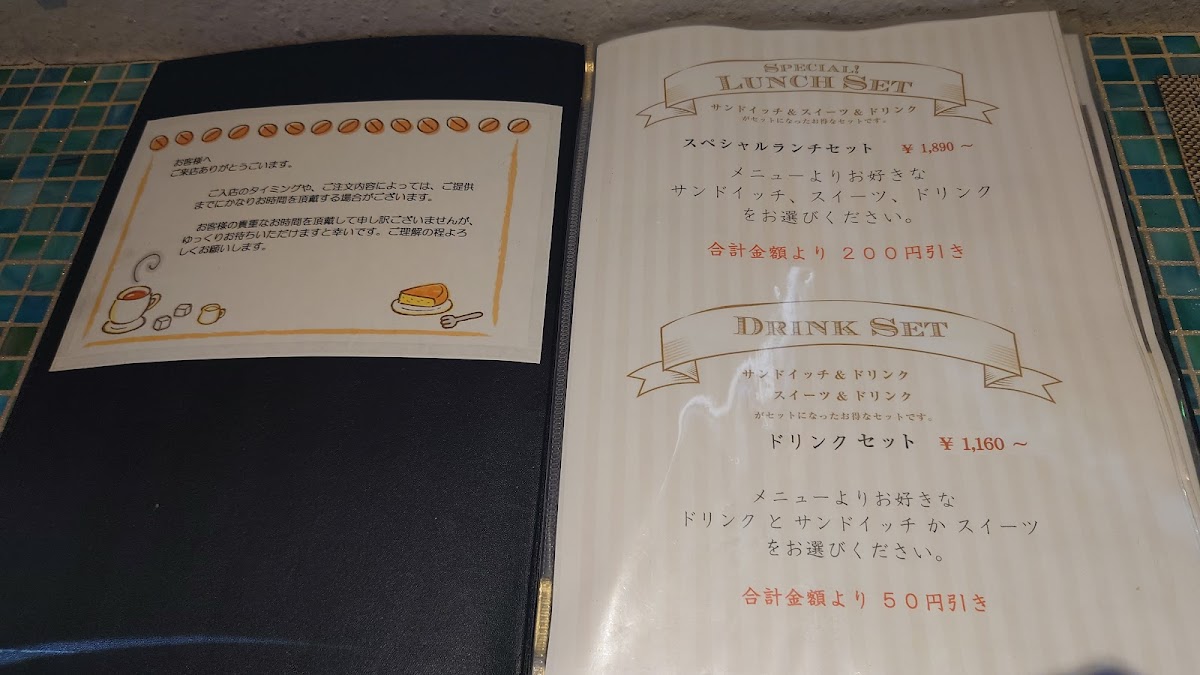 お客様へ
ご来店ありがとうございます。
ご入店のタイミングや、ご注文内容によっては、ご提供
までにかなりお時間を頂戴する場合がございます。
お客様の貴重なお時間を頂戴して申し訳ございませんが、
ゆっくりお待ちいただけますと幸いです。ご理解の程よろ
しくお願いします。
SPECIAL!
LUNCH SET
サンドイッチ&スイーツ&ドリンク
がセットになったお得なセットです。
スペシャルランチセット ¥ 1,890 ~
メニューよりお好きな
サンドイッチ、スイーツ、ドリンク
をお選びください。
合計金額より 200円引き
DRINK SET
サンドイッチ&ドリンク
スイーツ&ドリンク
がセットになったお得なセットです。
ドリンクセット ¥ 1,160 ~
メニューよりお好きな
ドリンク と サンドイッチ か スイーツ
をお選びください。
合計金額より 50円引き